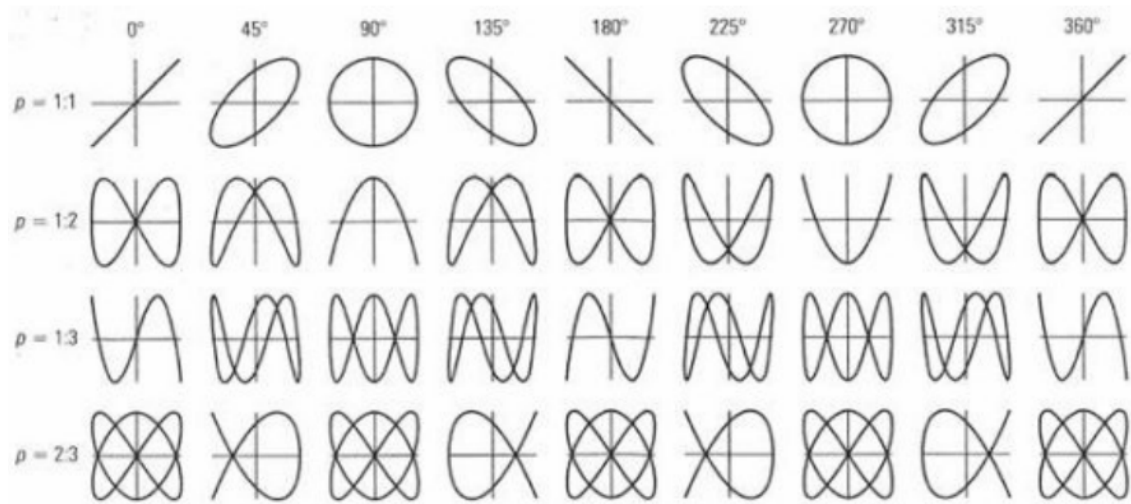 0° 45° 90° 135° 180° 225° 270° 315° 360°
p = 1:1
p = 1:2
p = 1:3
p = 2:3